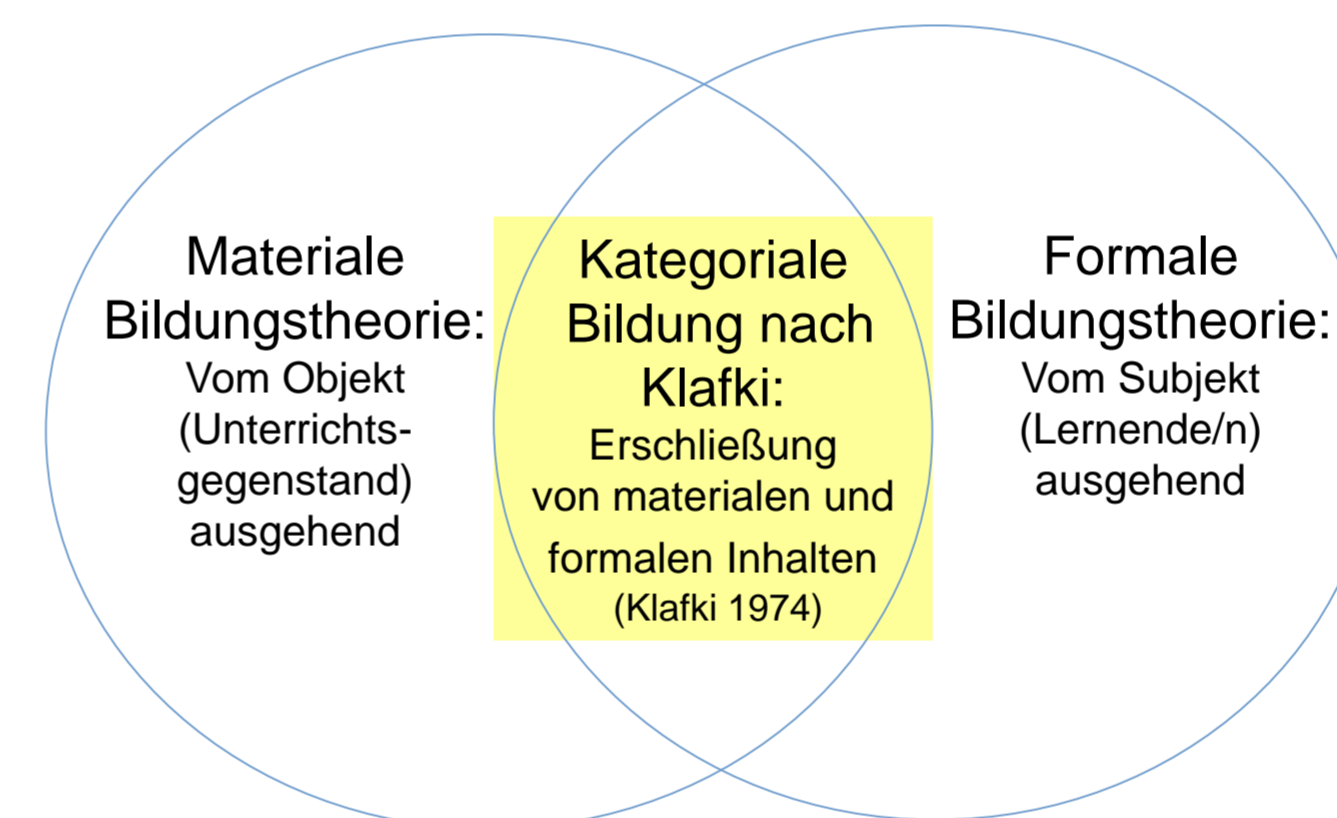 Materiale
Bildungstheorie:
Vom Objekt
(Unterrichts-
gegenstand)
ausgehend
Kategoriale
Bildung nach
Klafki:
Erschließung
von materialen und
formalen Inhalten
(Klafki 1974)
Formale
Bildungstheorie:
Vom Subjekt
(Lernende/n)
ausgehend